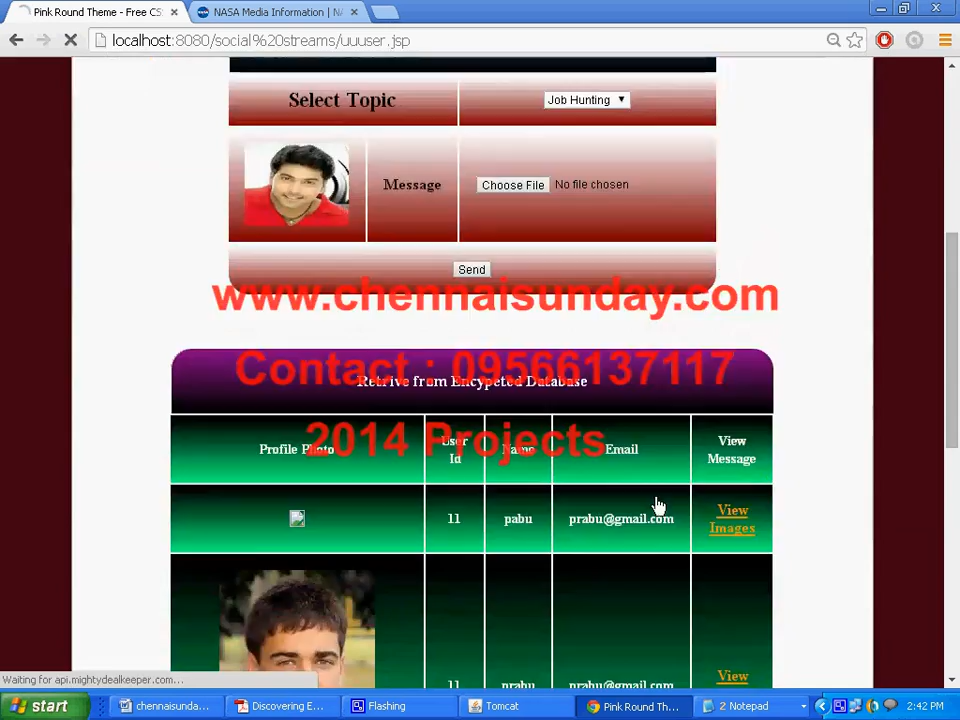 Pink Round Theme - Free CS
NASA Media Information | N
localhost:8080/social%20streams/uuuser.jsp
Select Topic
Job Hunting
Message
Choose File No file chosen
Send
www.chennaisunday.com
Contact : 09566137117
Retrive from Encypeted Database
2014 Projects
Profile Photo
User Id
Name
Email
View Message
11
pabu
prabu@gmail.com
View Images
11
prabu
prabu@gmail.com
View
Waiting for api.mightydealkeeper.com...
start
chennaisunda...
Discovering E...
Flashing
Tomcat
Pink Round Th...
2 Notepad
2:42 PM